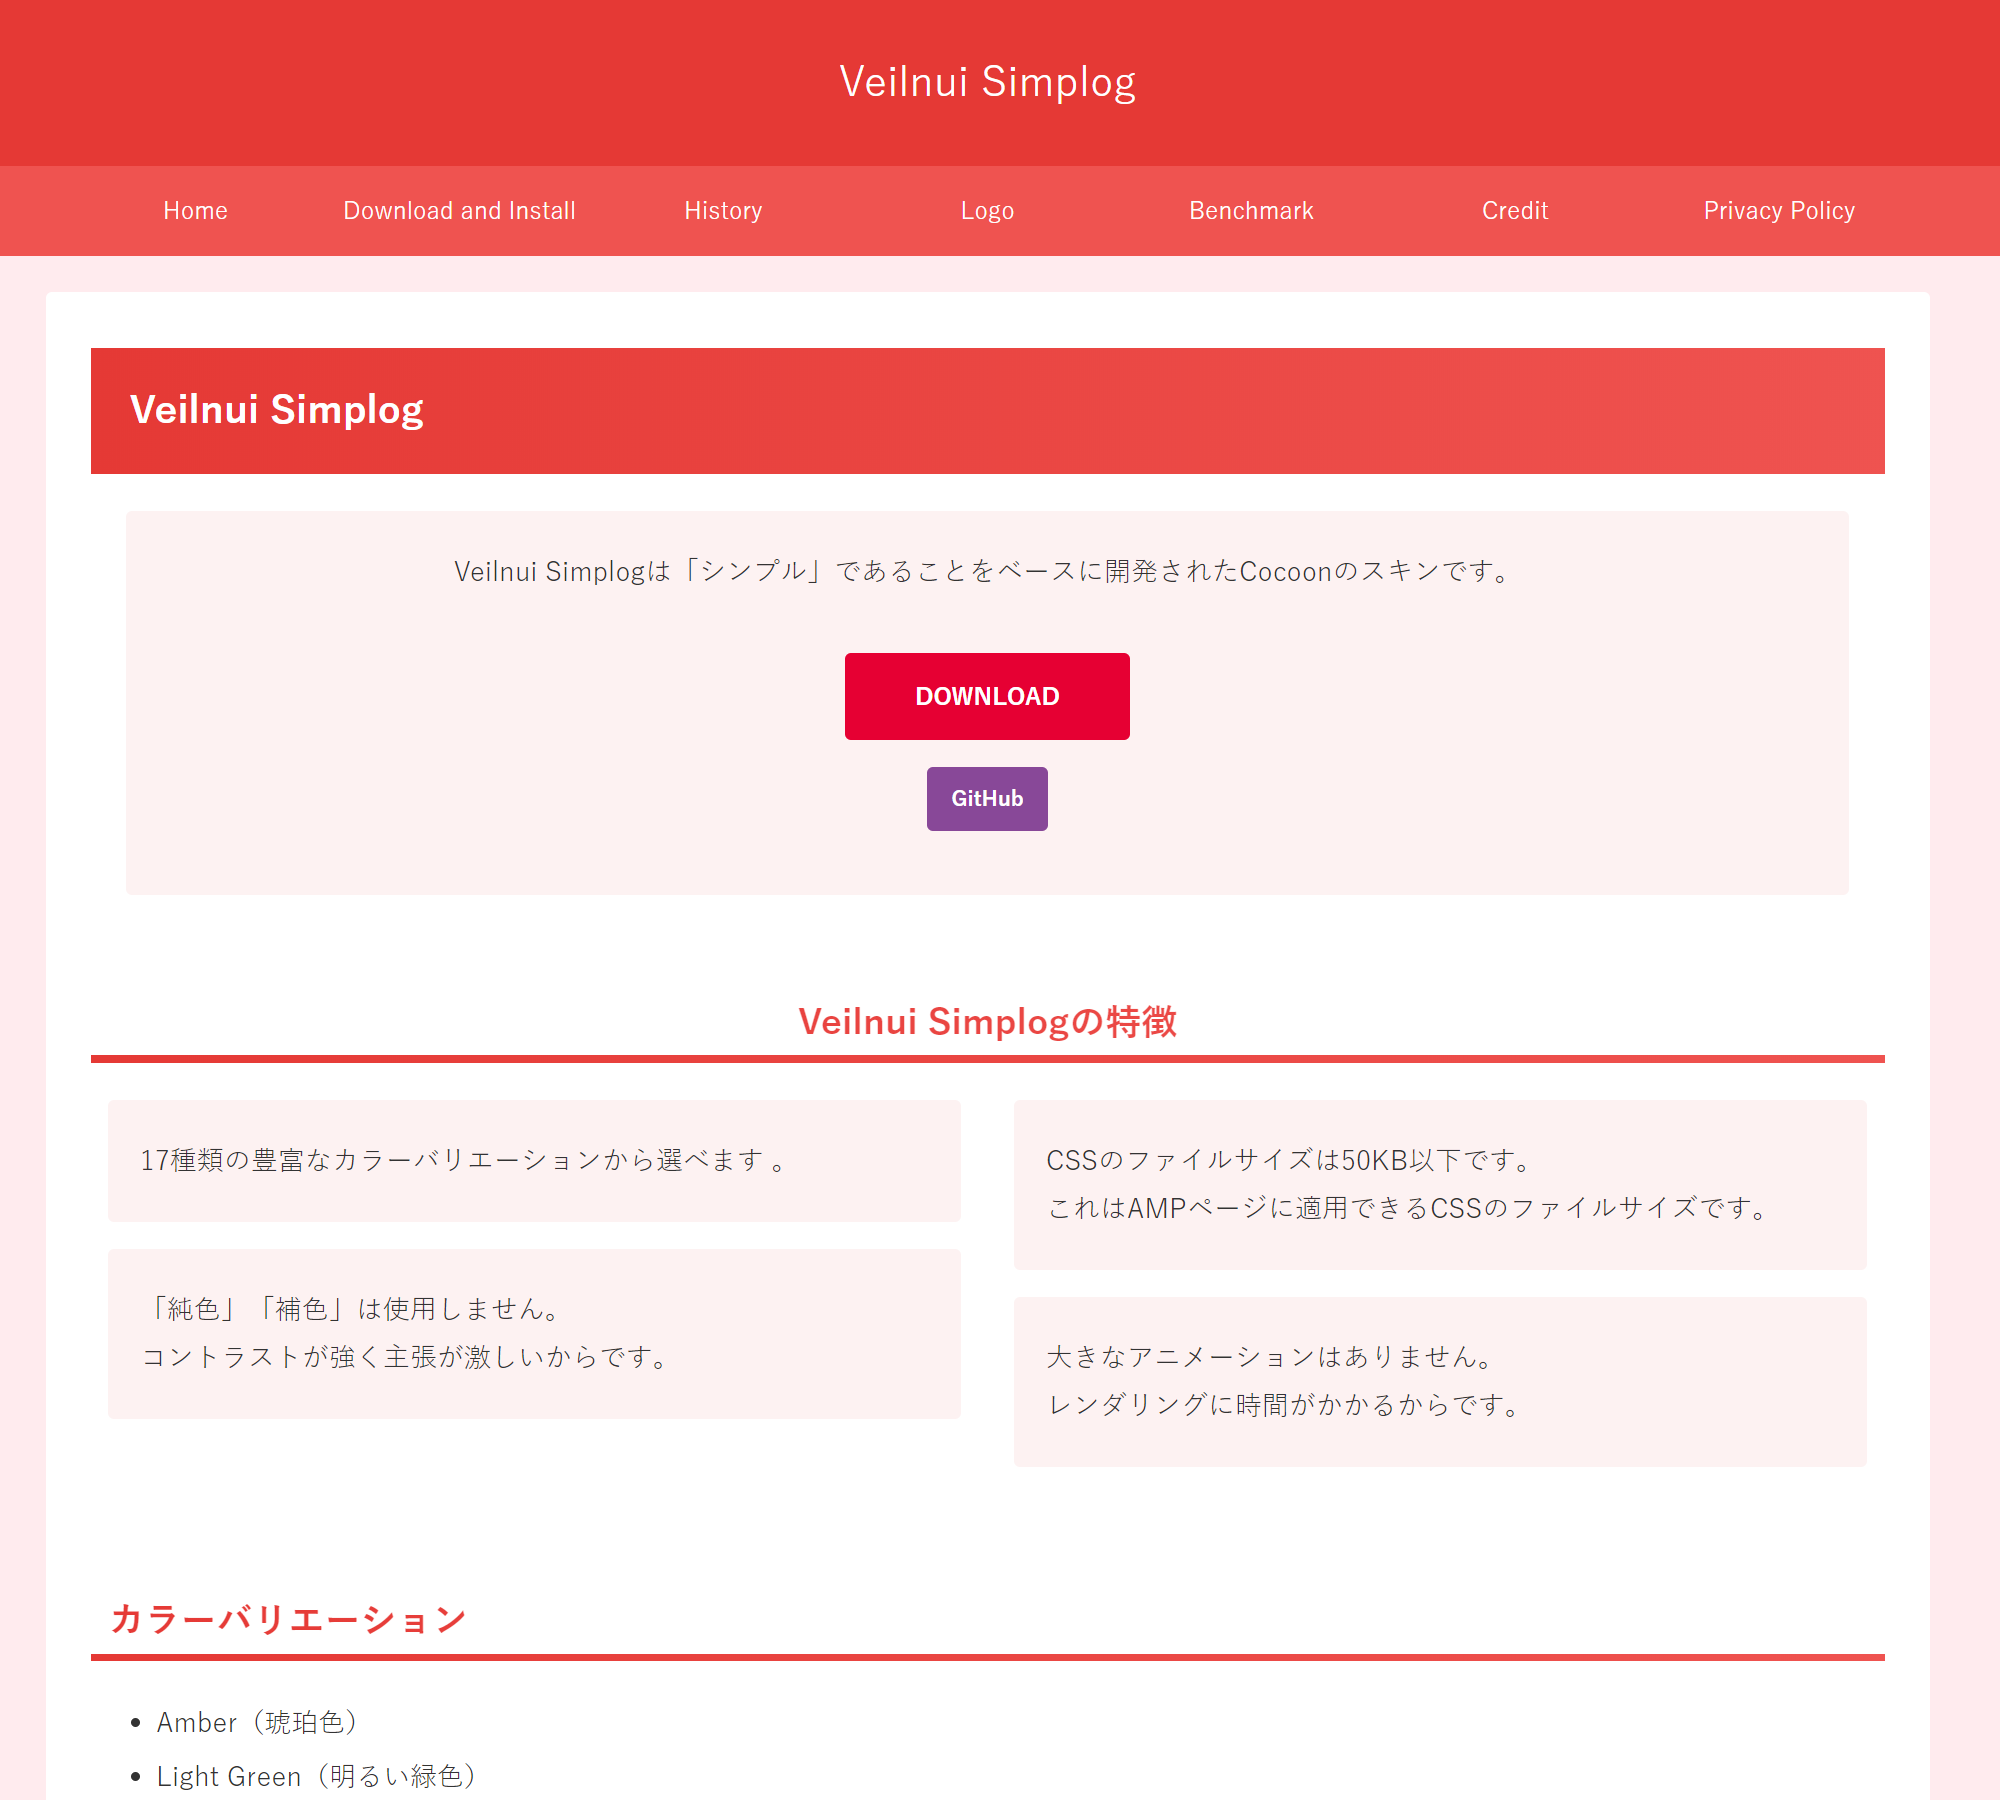 Veilnui Simplog
Home
Download and Install
History
Logo
Benchmark
Credit
Privacy Policy
Veilnui Simplog
Veilnui Simplogは「シンプル」であることをベースに開発されたCocoonのスキンです。
DOWNLOAD
GitHub
Veilnui Simplogの特徴
17種類の豊富なカラーバリエーションから選べます 。
「純色」「補色」は使用しません。
コントラストが強く主張が激しいからです。
CSSのファイルサイズは50KB以下です。
これはAMPページに適用できるCSSのファイルサイズです。
大きなアニメーションはありません。
レンダリングに時間がかかるからです。
カラーバリエーション
Amber（琥珀色）
Light Green（明るい緑色）